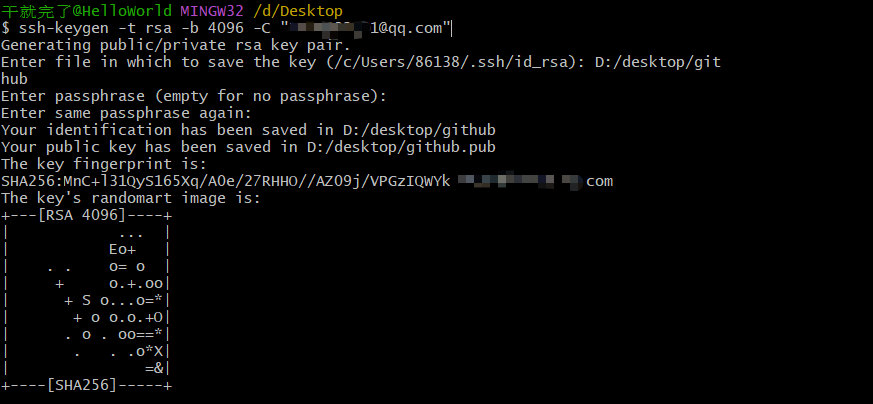 干就完了@HelloWorld MINGW32 /d/Desktop
$ ssh-keygen -t rsa -b 4096 -C "1@qq.com"
Generating public/private rsa key pair.
Enter file in which to save the key (/c/Users/86138/.ssh/id_rsa): D:/desktop/git
hub
Enter passphrase (empty for no passphrase):
Enter same passphrase again:
Your identification has been saved in D:/desktop/github
Your public key has been saved in D:/desktop/github.pub
The key fingerprint is:
SHA256:MnC+l31QyS165Xq/A0e/27RHHO//AZO9j/VPGzIQWYk com
The key's randomart image is:
+---[RSA 4096]----+
|            ...  |
|           Eo+   |
|    . .    o= o  |
|     +     o.+.oo|
|      + S o...o=*|
|       + o o.o.+O|
|      . o . oo==*|
|       .   . .o*X|
|               =&|
+----[SHA256]-----+